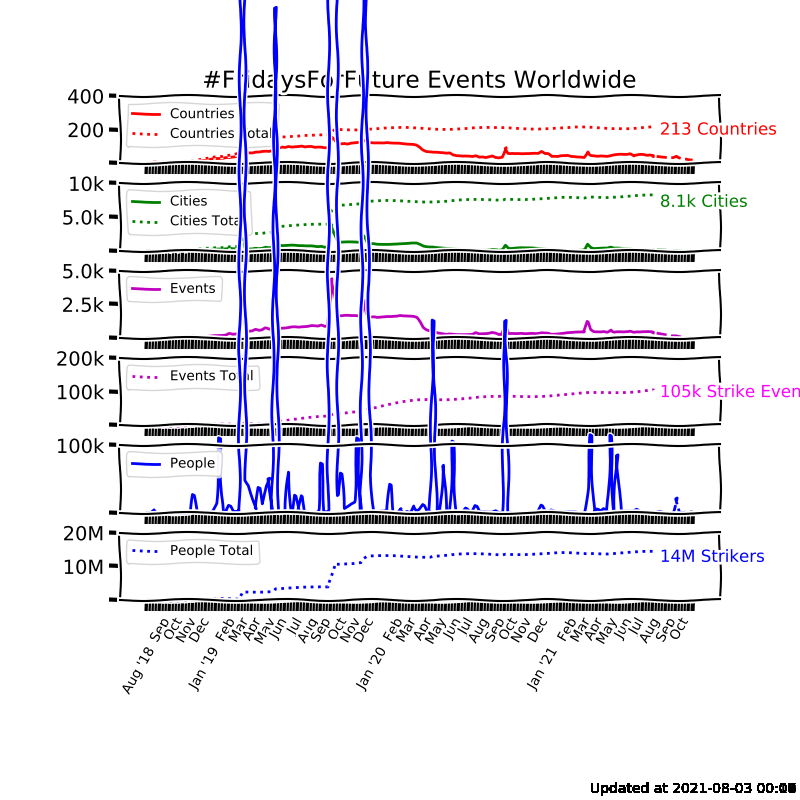 #FridaysForFuture Events Worldwide
400
200
Countries
Countries Total
213 Countries
10k
5.0k
Cities
Cities Total
8.1k Cities
5.0k
2.5k
Events
200k
100k
Events Total
105k Strike Even
100k
People
20M
10M
People Total
14M Strikers
Aug '18 Sep Oct Nov Dec Jan '19 Feb Mar Apr May Jun Jul Aug Sep Oct Nov Dec Jan '20 Feb Mar Apr May Jun Jul Aug Sep Oct Nov Dec Jan '21 Feb Mar Apr May Jun Jul Aug Sep Oct
Updated at 2021-08-03